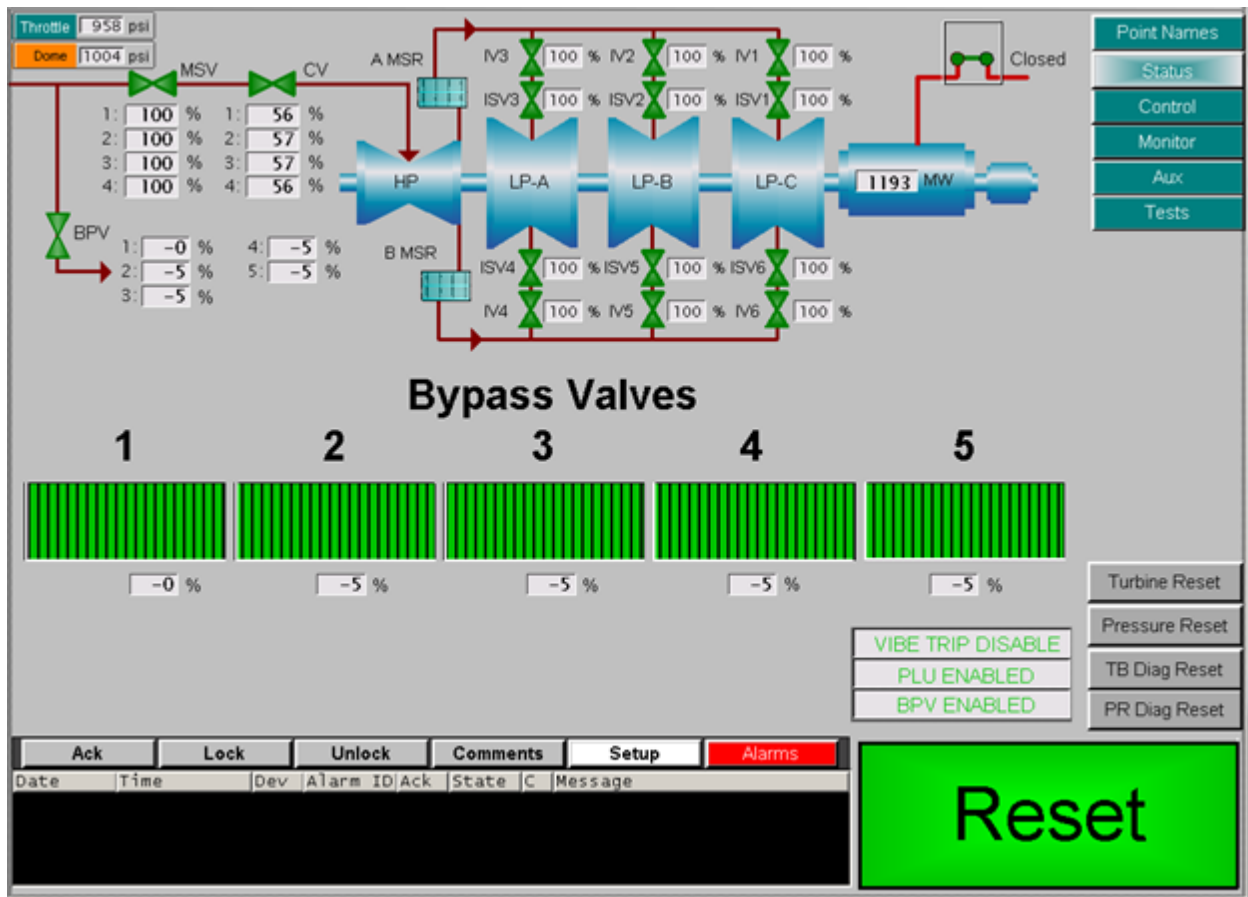 Throttle 958 psi
Dome 1004 psi
MSV CV A MSR
1: 100 % 1: 56 %
2: 100 % 2: 57 %
3: 100 % 3: 57 %
4: 100 % 4: 56 %
BPV
1: -0 % 4: -5 %
2: -5 % 5: -5 %
3: -5 %
IV3 100 % IV2 100 % IV1 100 %
ISV3 100 % ISV2 100 % ISV1 100 %
HP LP-A LP-B LP-C 1193 MW
Closed
B MSR
ISV4 100 % ISV5 100 % ISV6 100 %
IV4 100 % IV5 100 % IV6 100 %
Point Names
Status
Control
Monitor
Aux
Tests
Bypass Valves
1 2 3 4 5
-0 % -5 % -5 % -5 % -5 %
VIBE TRIP DISABLE
PLU ENABLED
BPV ENABLED
Turbine Reset
Pressure Reset
TB Diag Reset
PR Diag Reset
Ack Lock Unlock Comments Setup Alarms
Date Time Dev Alarm ID Ack State C Message
Reset